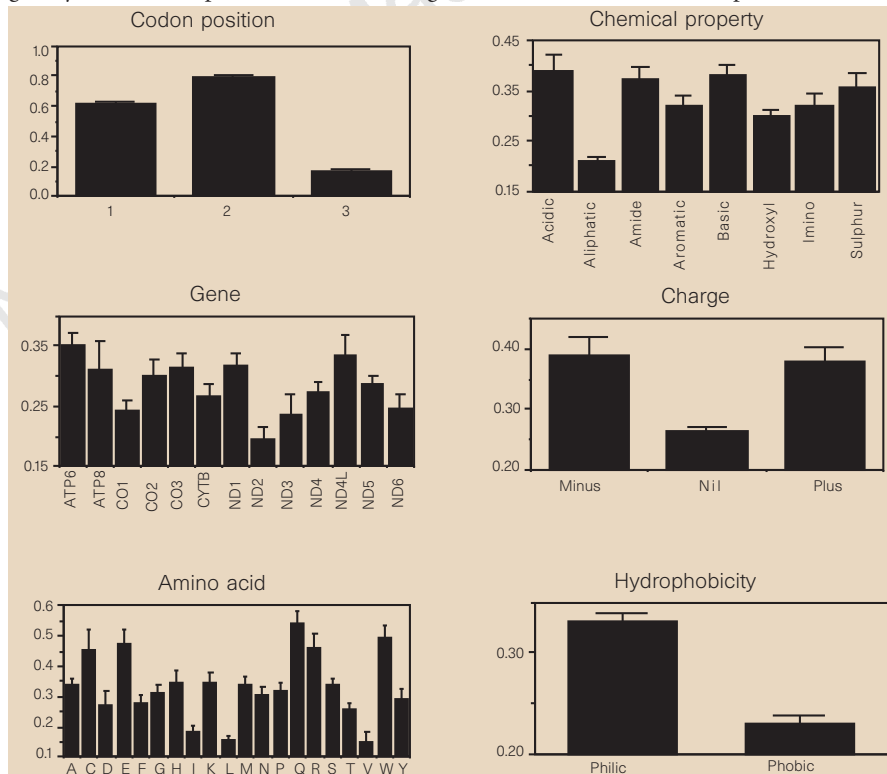 Codon position
1.0
0.8
0.6
0.4
0.2
0.0
1 2 3
Chemical property
0.45
0.35
0.25
0.15
Acidic
Aliphatic
Amide
Aromatic
Basic
Hydroxyl
Imino
Sulphur
Gene
0.35
0.25
0.15
ATP6
ATP8
CO1
CO2
CO3
CYTB
ND1
ND2
ND3
ND4
ND4L
ND5
ND6
Charge
0.40
0.30
0.20
Minus Nil Plus
Amino acid
0.6
0.5
0.4
0.3
0.2
0.1
A C D E F G H I K L M N P Q R S T V W Y
Hydrophobicity
0.30
0.20
Philic Phobic